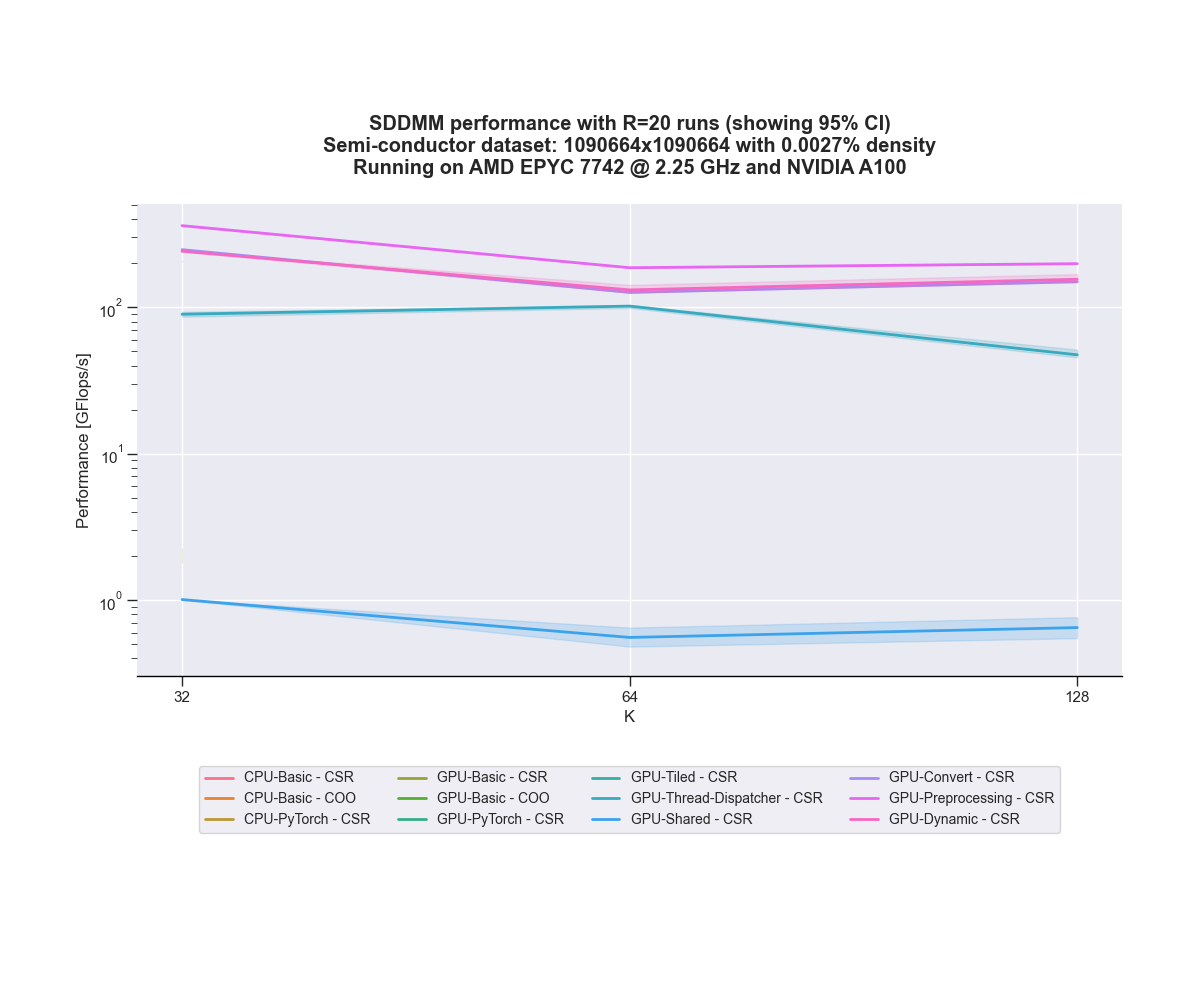 SDDMM performance with R=20 runs (showing 95% CI)
Semi-conductor dataset: 1090664x1090664 with 0.0027% density
Running on AMD EPYC 7742 @ 2.25 GHz and NVIDIA A100
Performance [GFlops/s]
10^2
10^1
10^0
32 64 128
K
CPU-Basic - CSR GPU-Basic - CSR GPU-Tiled - CSR GPU-Convert - CSR
CPU-Basic - COO GPU-Basic - COO GPU-Thread-Dispatcher - CSR GPU-Preprocessing - CSR
CPU-PyTorch - CSR GPU-PyTorch - CSR GPU-Shared - CSR GPU-Dynamic - CSR